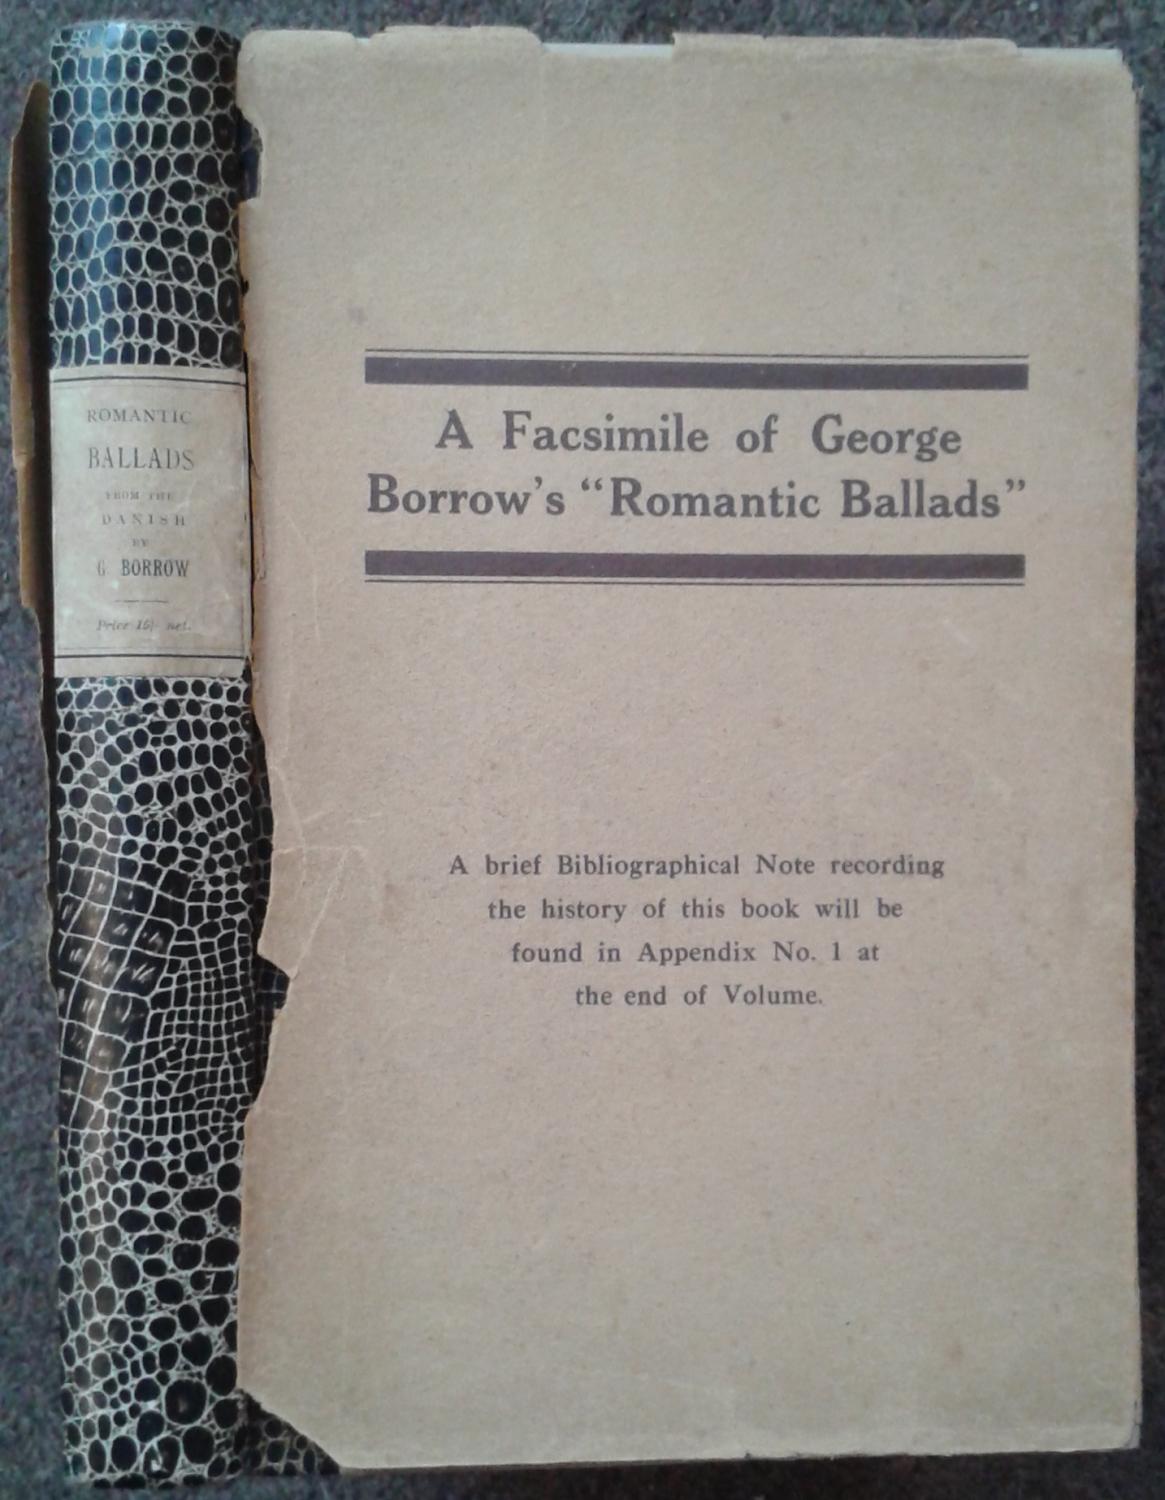 ROMANTIC
BALLADS
FROM THE
DANISH
BY
G BORROW
Price 15/- net.
A Facsimile of George
Borrow's “Romantic Ballads”
A brief Bibliographical Note recording
the history of this book will be
found in Appendix No. 1 at
the end of Volume.